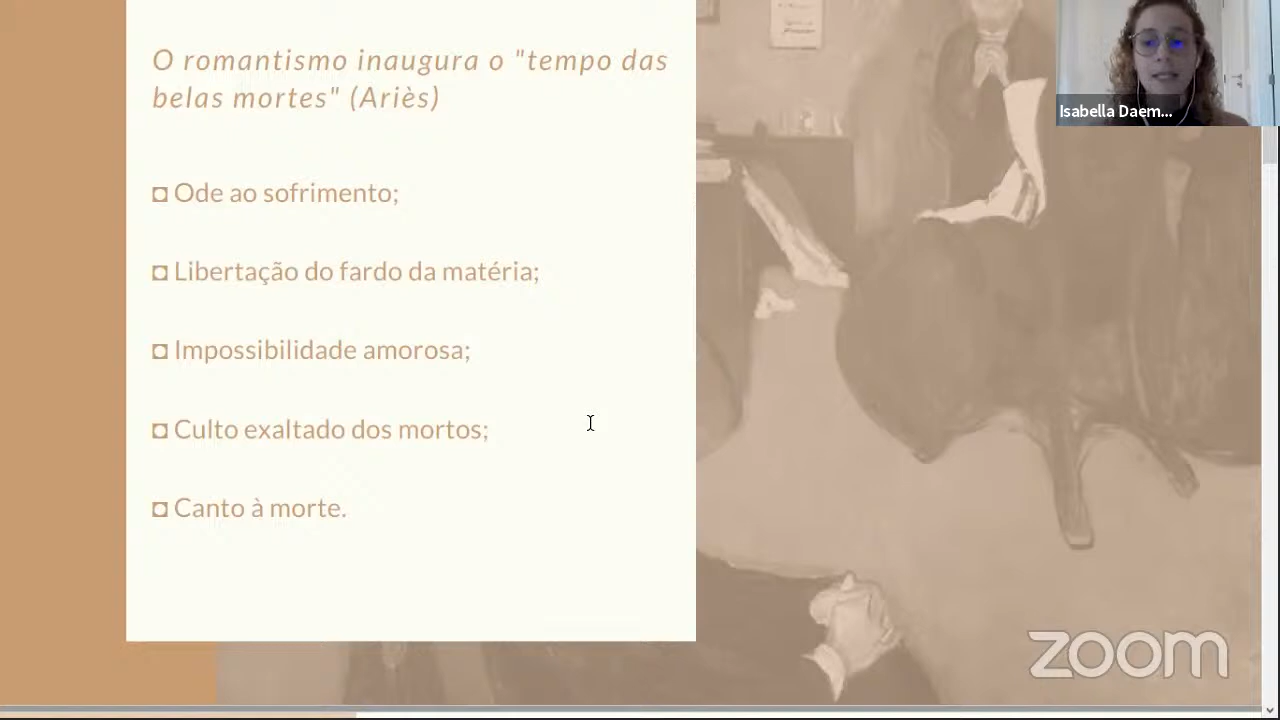 O romantismo inaugura o "tempo das
belas mortes" (Ariès)
Ode ao sofrimento;
Libertação do fardo da matéria;
Impossibilidade amorosa;
Culto exaltado dos mortos;
Canto à morte.
Isabella Daem...
zoom